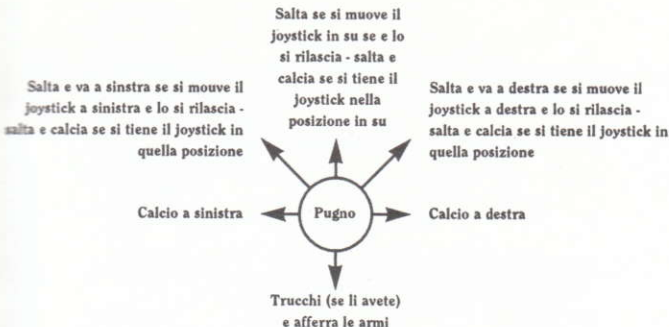 Salta se si muove il
joystick in su se e lo
si rilascia - salta e
calcia se si tiene il
joystick nella
posizione in su
Salta e va a sinstra se si mouve il
joystick a sinistra e lo si rilascia -
salta e calcia se si tiene il joystick in
quella posizione
Salta e va a destra se si muove il
joystick a destra e lo si rilascia -
salta e calcia se si tiene il joystick in
quella posizione
Calcio a sinistra
Pugno
Calcio a destra
Trucchi (se li avete)
e afferra le armi